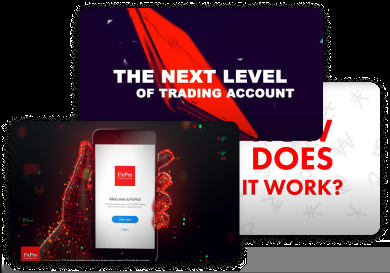 THE NEXT LEVEL
OF TRADING ACCOUNT
DOES
IT WORK?
FxPro
Welcome to FxPro!
FxPro